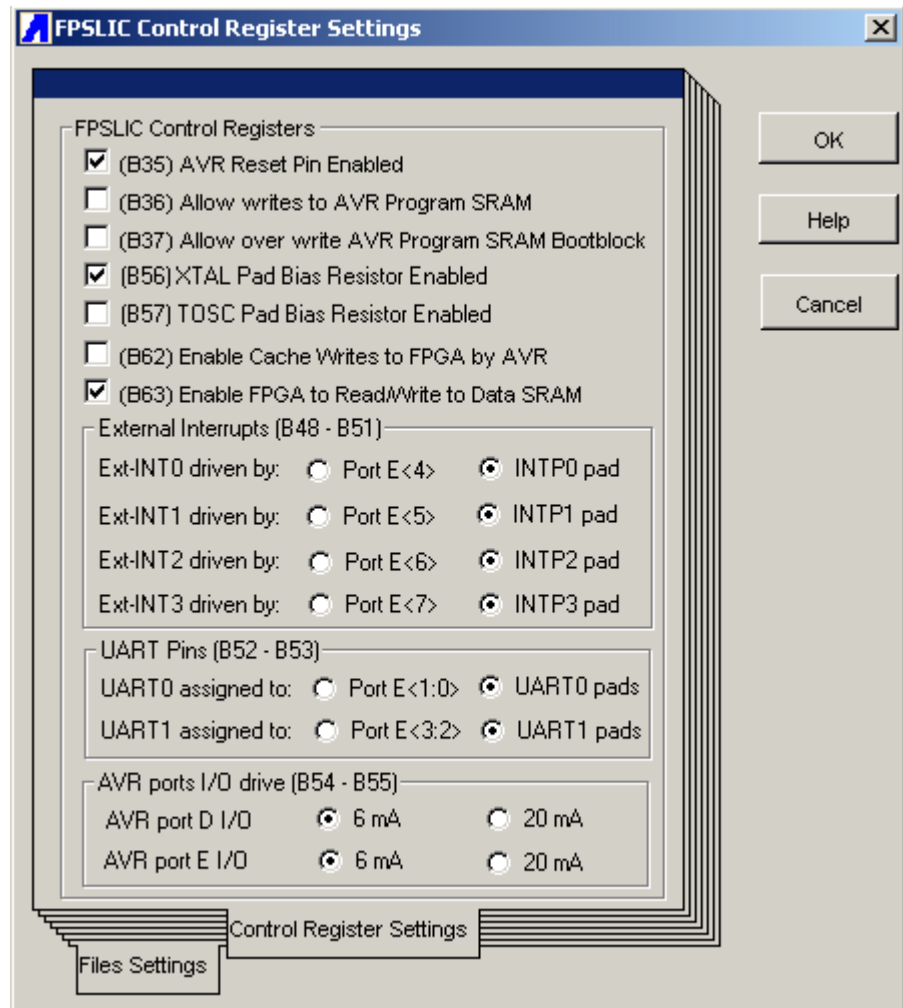 FPSLIC Control Register Settings
FPSLIC Control Registers
(B35) AVR Reset Pin Enabled
(B36) Allow writes to AVR Program SRAM
(B37) Allow over write AVR Program SRAM Bootblock
(B56) XTAL Pad Bias Resistor Enabled
(B57) TOSC Pad Bias Resistor Enabled
(B62) Enable Cache Writes to FPGA by AVR
(B63) Enable FPGA to Read/Write to Data SRAM
External Interrupts (B48 - B51)
Ext-INT0 driven by: Port E<4> INTP0 pad
Ext-INT1 driven by: Port E<5> INTP1 pad
Ext-INT2 driven by: Port E<6> INTP2 pad
Ext-INT3 driven by: Port E<7> INTP3 pad
UART Pins (B52 - B53)
UART0 assigned to: Port E<1:0> UART0 pads
UART1 assigned to: Port E<3:2> UART1 pads
AVR ports I/O drive (B54 - B55)
AVR port D I/O 6 mA 20 mA
AVR port E I/O 6 mA 20 mA
Control Register Settings
Files Settings
OK
Help
Cancel